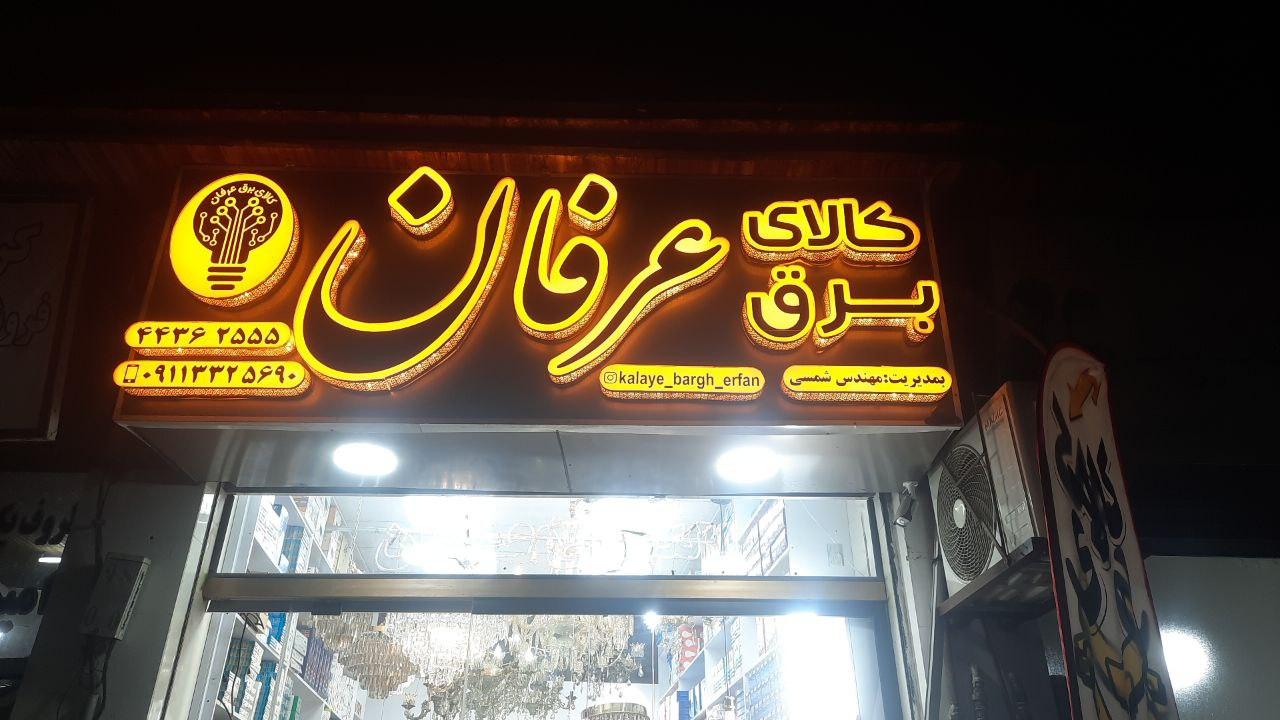 کالای
برق
عرفان
کالای برق عرفان
۴۴۳۶ ۲۵۵۵
۰۹۱۱۳۳۲۵۶۹۰
kalaye_bargh_erfan
بمدیریت:مهندس شمسی